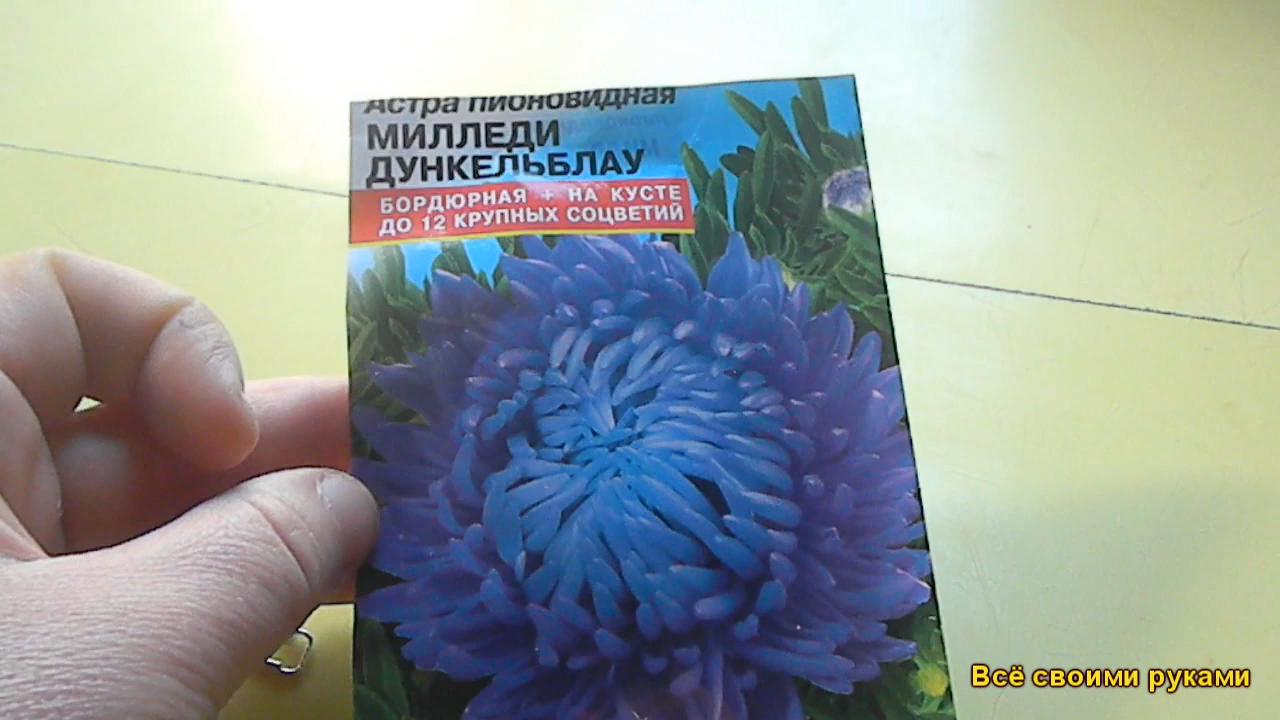 Астра пионовидная
МИЛЛЕДИ
ДУНКЕЛЬБЛАУ
БОРДЮРНАЯ + НА КУСТЕ
ДО 12 КРУПНЫХ СОЦВЕТИЙ
Всё своими руками